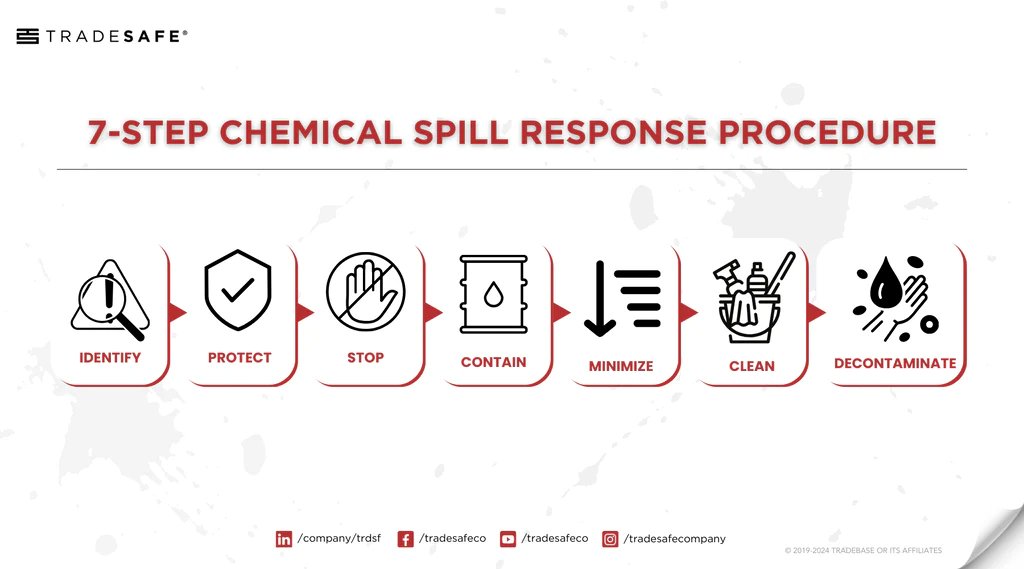 TRADESAFE®
7-STEP CHEMICAL SPILL RESPONSE PROCEDURE
IDENTIFY
PROTECT
STOP
CONTAIN
MINIMIZE
CLEAN
DECONTAMINATE
/company/trdsf
/tradesafeco
/tradesafeco
/tradesafecompany
© 2019-2024 TRADEBASE OR ITS AFFILIATES